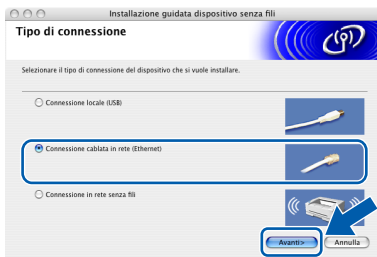 Installazione guidata dispositivo senza fili
Tipo di connessione
Selezionare il tipo di connessione del dispositivo che si vuole installare.
Connessione locale (USB)
Connessione cablata in rete (Ethernet)
Connessione in rete senza fili
Avanti> Annulla